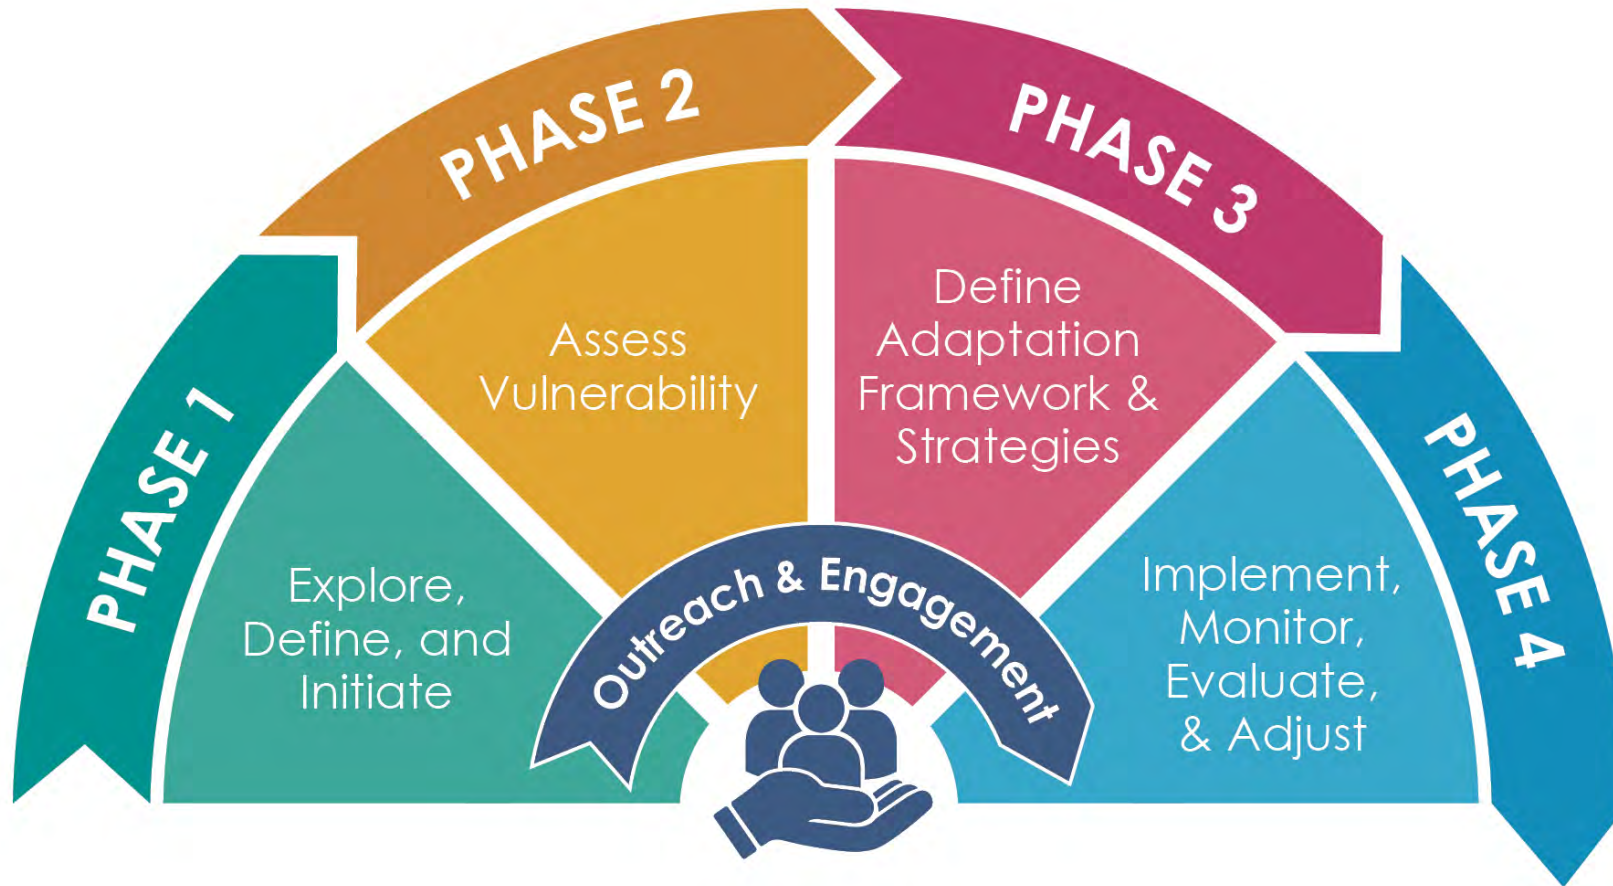 PHASE 1
Explore,
Define, and
Initiate
PHASE 2
Assess
Vulnerability
PHASE 3
Define
Adaptation
Framework &
Strategies
PHASE 4
Implement,
Monitor,
Evaluate,
& Adjust
Outreach & Engagement